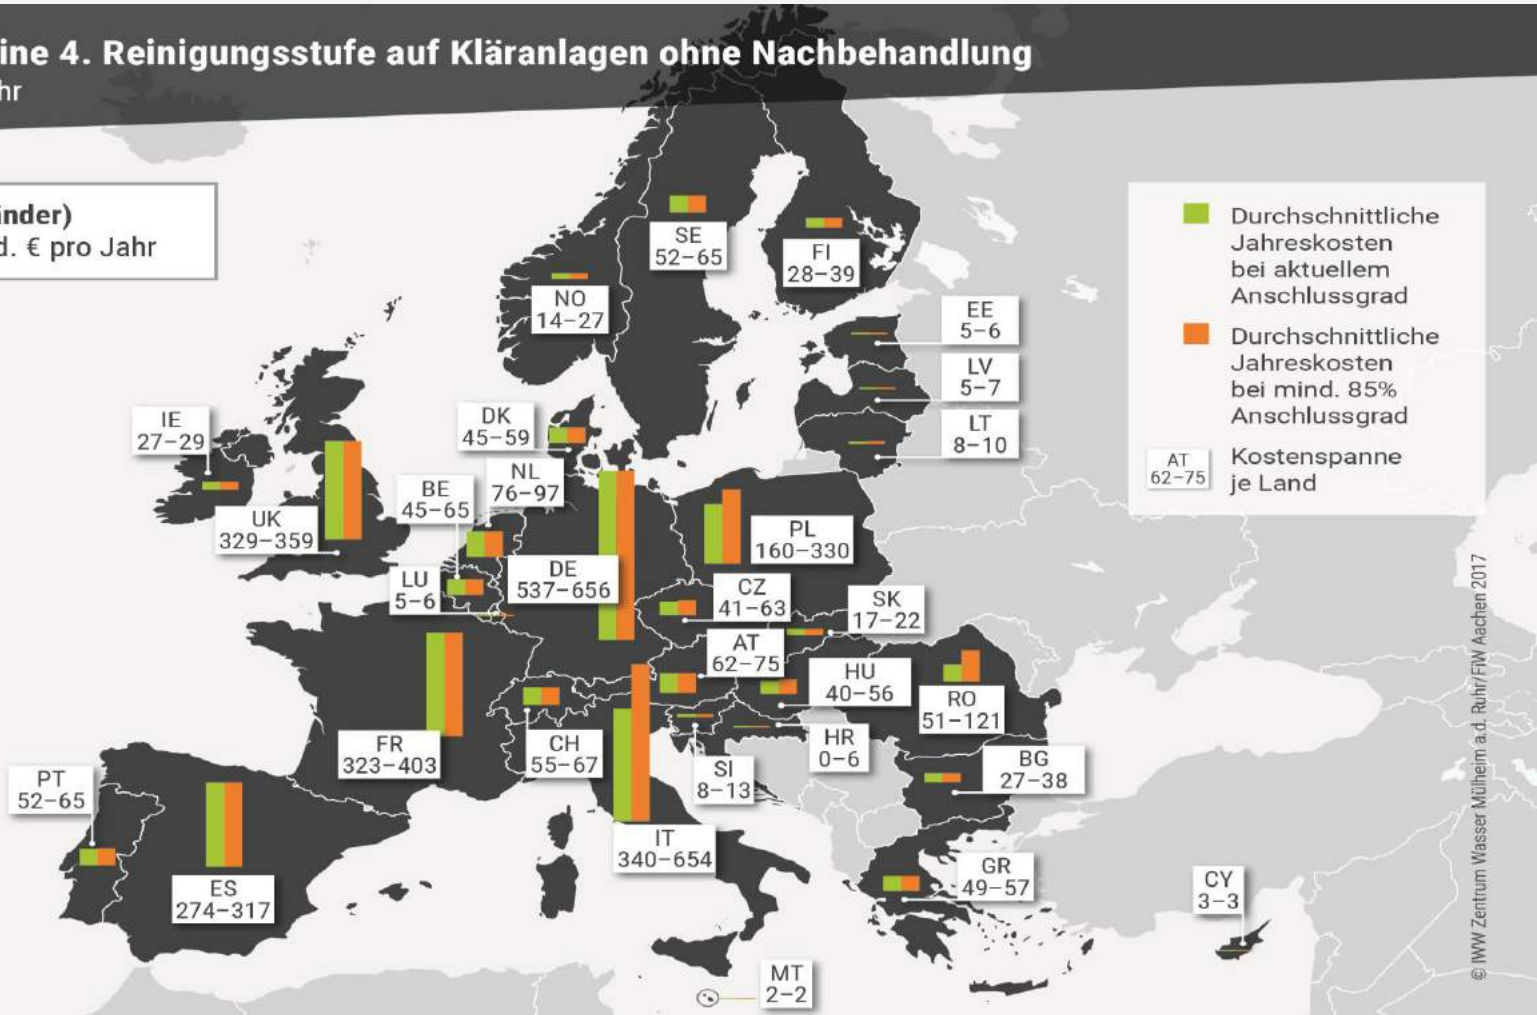 ine 4. Reinigungsstufe auf Kläranlagen ohne Nachbehandlung
hr
änder)
d. € pro Jahr
Durchschnittliche
Jahreskosten
bei aktuellem
Anschlussgrad
Durchschnittliche
Jahreskosten
bei mind. 85%
Anschlussgrad
AT
62–75
Kostenspanne
je Land
SE
52–65
FI
28–39
NO
14–27
EE
5–6
LV
5–7
LT
8–10
IE
27–29
DK
45–59
NL
76–97
BE
45–65
UK
329–359
PL
160–330
DE
537–656
LU
5–6
CZ
41–63
SK
17–22
AT
62–75
HU
40–56
RO
51–121
FR
323–403
CH
55–67
HR
0–6
SI
8–13
BG
27–38
PT
52–65
IT
340–654
ES
274–317
GR
49–57
CY
3–3
MT
2–2
© IWW Zentrum Wasser Mülheim a.d. Ruhr/FiW Aachen 2017